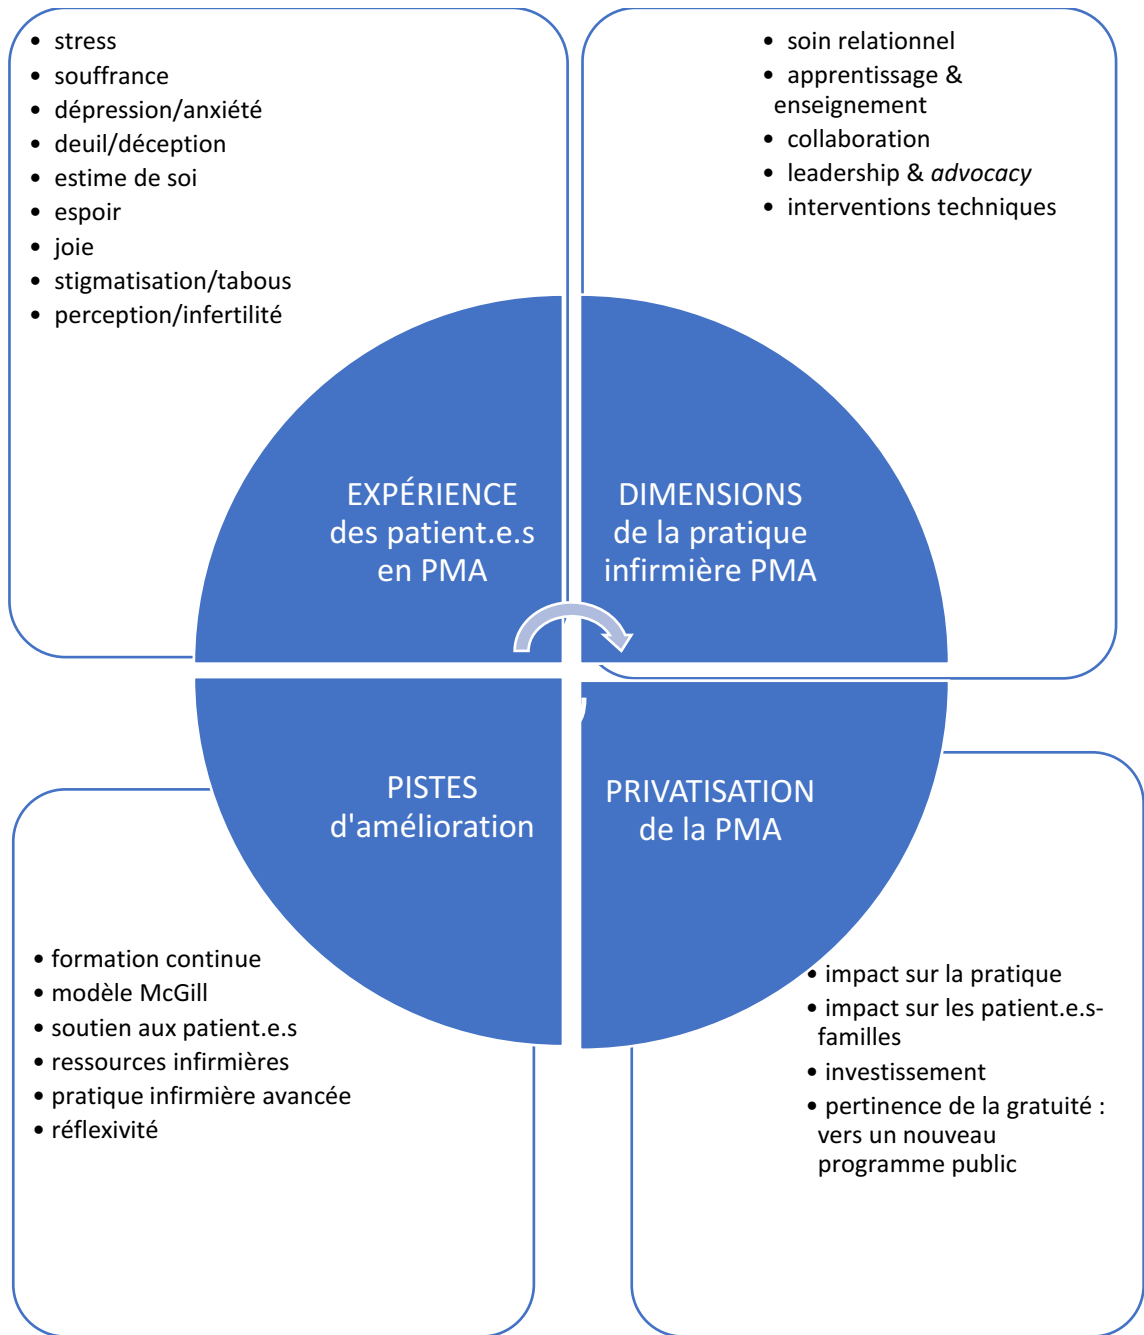 • stress
• souffrance
• dépression/anxiété
• deuil/déception
• estime de soi
• espoir
• joie
• stigmatisation/tabous
• perception/infertilité
• soin relationnel
• apprentissage &
enseignement
• collaboration
• leadership & advocacy
• interventions techniques
EXPÉRIENCE
des patient.e.s
en PMA
DIMENSIONS
de la pratique
infirmière PMA
PISTES
d'amélioration
PRIVATISATION
de la PMA
• formation continue
• modèle McGill
• soutien aux patient.e.s
• ressources infirmières
• pratique infirmière avancée
• réflexivité
• impact sur la pratique
• impact sur les patient.e.s-
familles
• investissement
• pertinence de la gratuité :
vers un nouveau
programme public